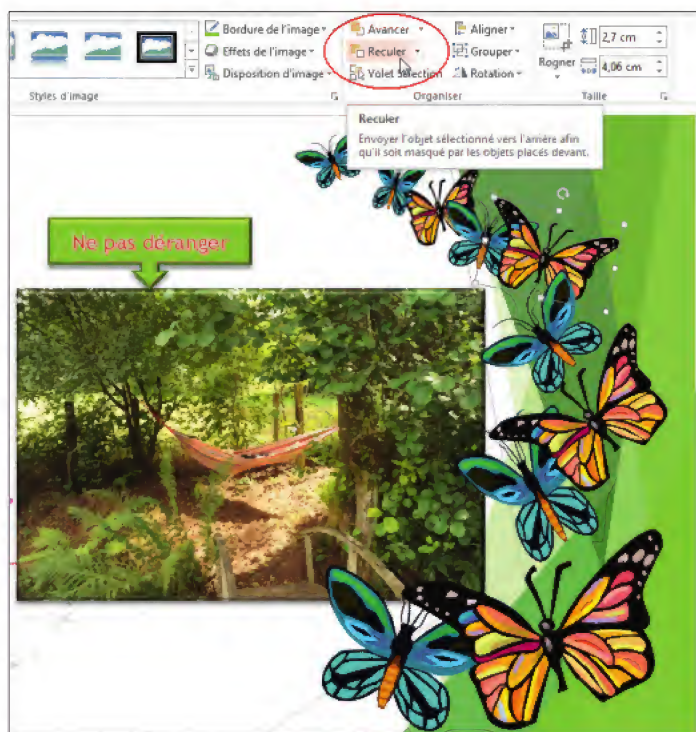 Bordure de l'image
Effets de l'image
Disposition d'image
Styles d'image
Avancer
Reculer
Volet Sélection
Aligner
Grouper
Rotation
Organiser
Rogner
2,7 cm
4,06 cm
Taille
Reculer
Envoyer l'objet sélectionné vers l'arrière afin
qu'il soit masqué par les objets placés devant.
Ne pas déranger